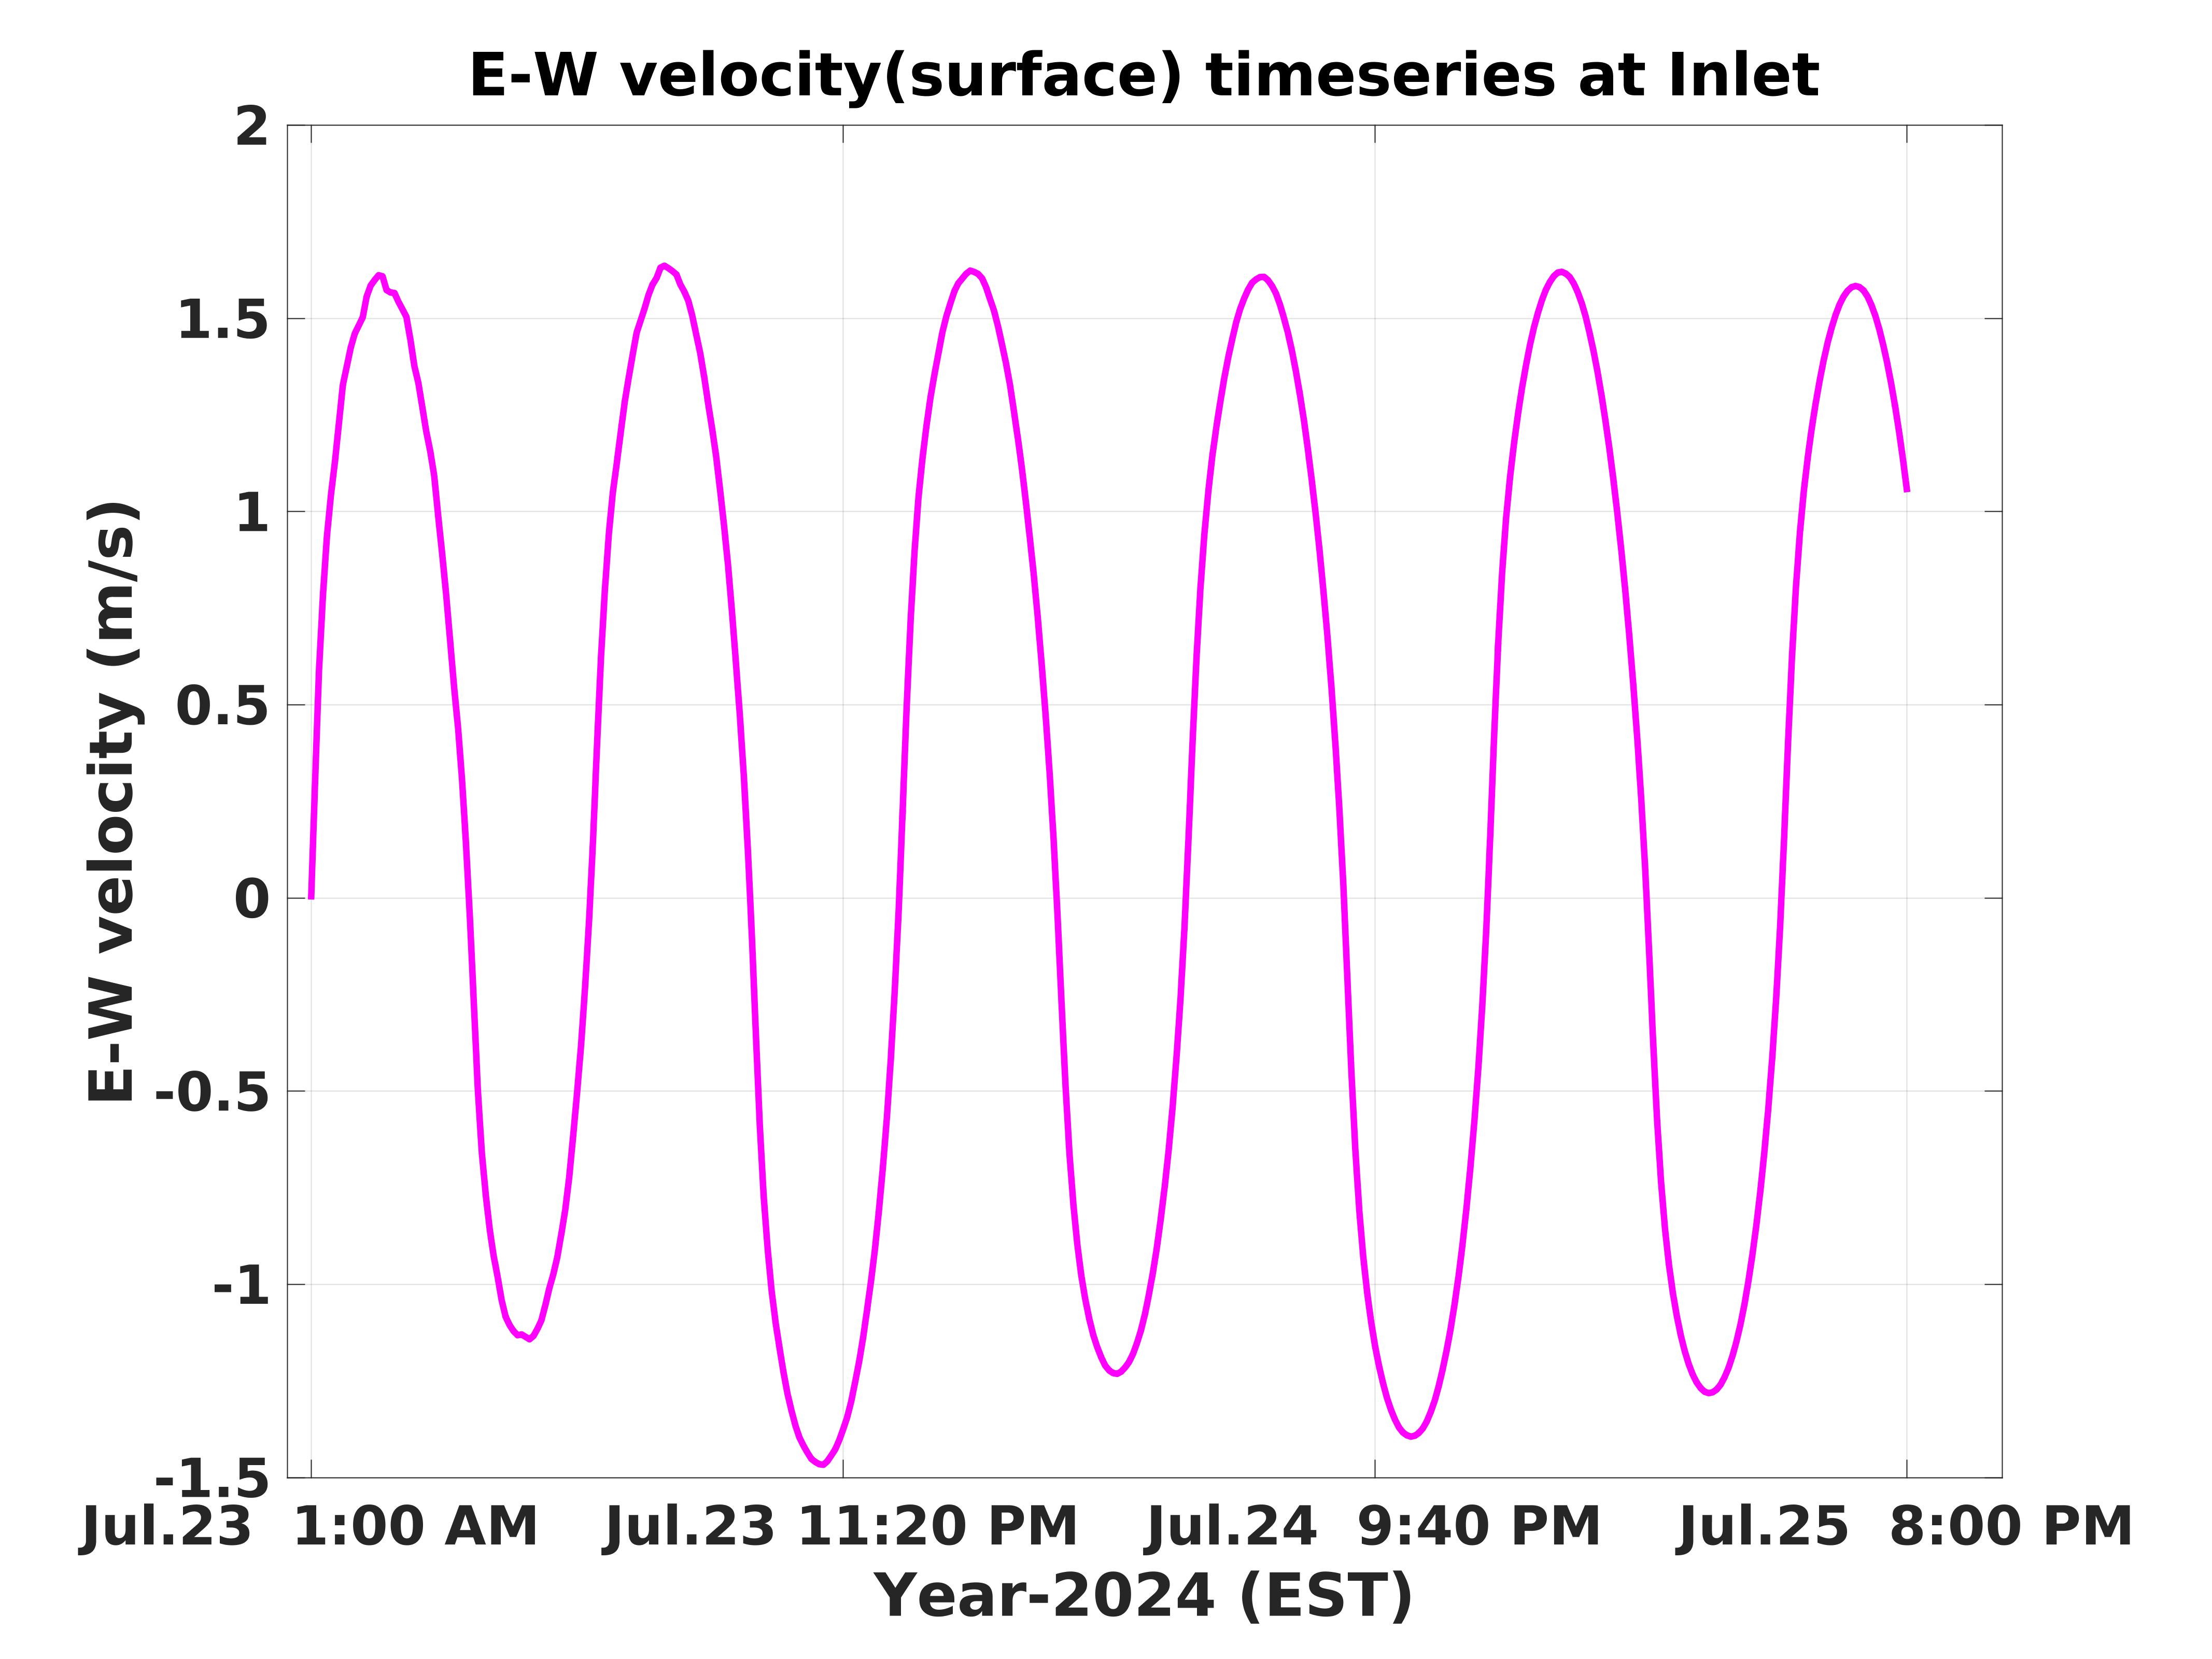 E-W velocity(surface) timeseries at Inlet
E-W velocity (m/s)
2
1.5
1
0.5
0
-0.5
-1
-1.5
Jul.23 1:00 AM Jul.23 11:20 PM Jul.24 9:40 PM Jul.25 8:00 PM
Year-2024 (EST)